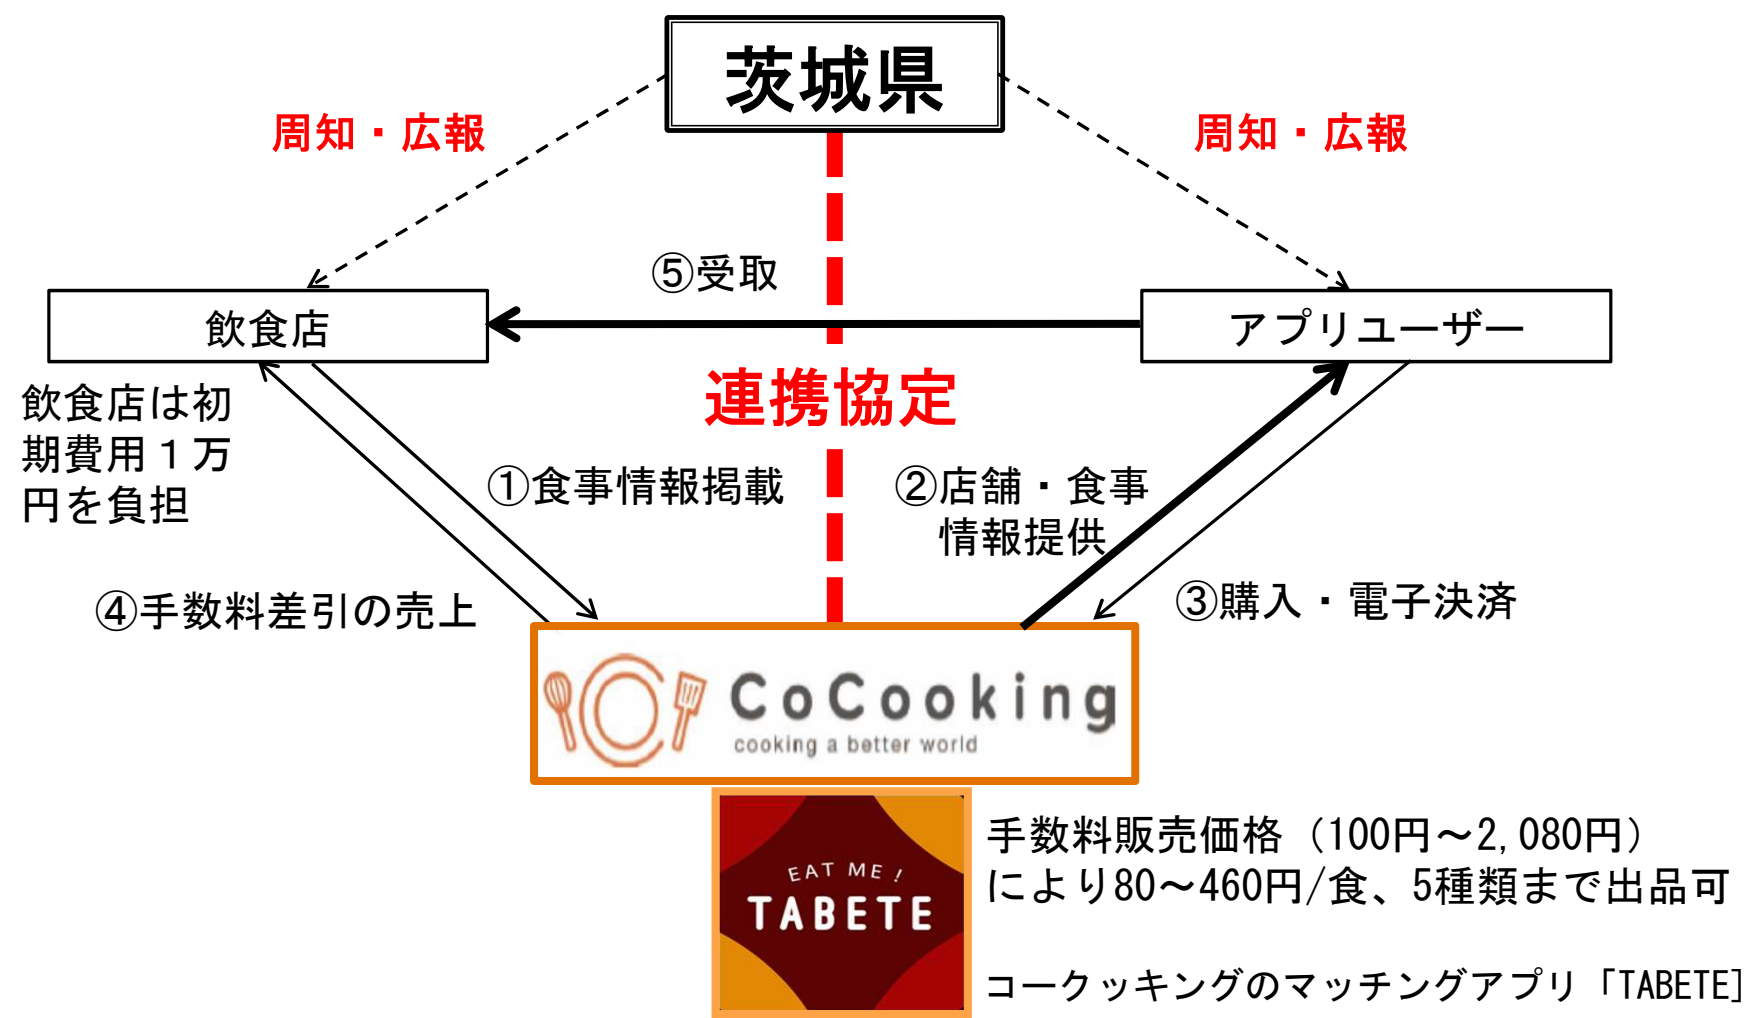 茨城県
周知・広報
周知・広報
⑤受取
飲食店
アプリユーザー
連携協定
飲食店は初
期費用１万
円を負担
①食事情報掲載
②店舗・食事
情報提供
④手数料差引の売上
③購入・電子決済
CoCooking
cooking a better world
EAT ME !
TABETE
手数料販売価格（100円～2,080円）
により80～460円/食、5種類まで出品可
コークッキングのマッチングアプリ「TABETE]